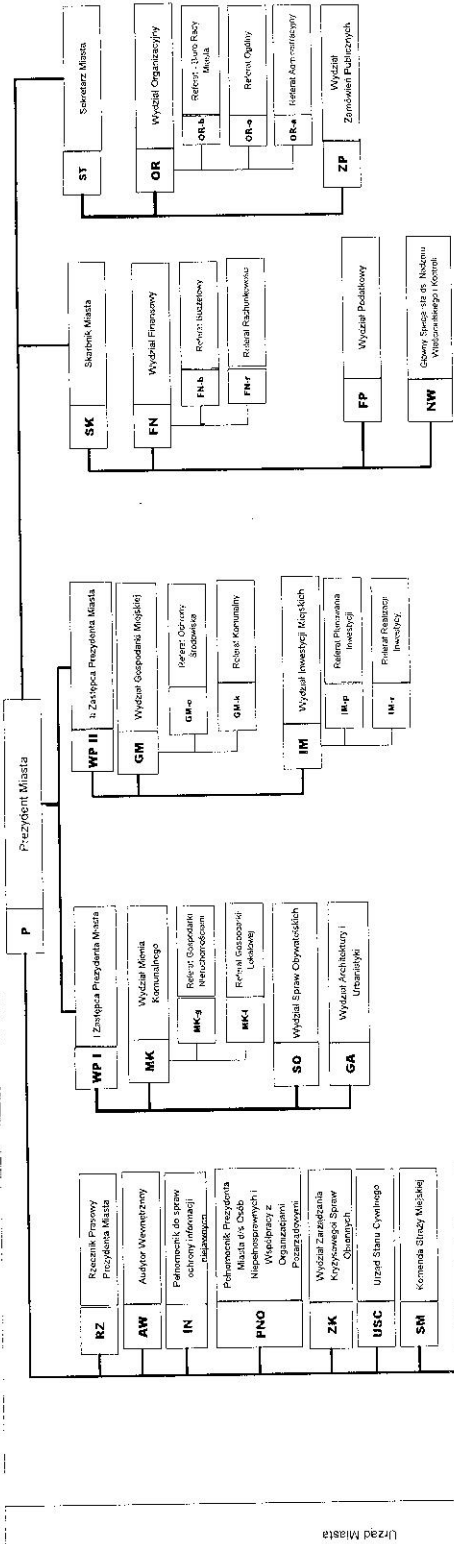 P
Prezydent Miasta
RZ
Rzecznik Prasowy
Prezydenta Miasta
AW
Audytor Wewnętrzny
IN
Pełnomocnik do spraw
ochrony informacji
niejawnych
PNO
Pełnomocnik Prezydenta
Miasta d/s Osób
Niepełnosprawnych i
Współpracy z
Organizacjami
Pozarządowymi
ZK
Wydział Zarządzania
Kryzysowego i Spraw
Obronnych
USC
Urząd Stanu Cywilnego
SM
Komenda Straży Miejskiej
WP I
I Zastępca Prezydenta Miasta
MK
Wydział Mienia
Komunalnego
MK-g
Referat Gospodarki
Nieruchomościami
MK-l
Referat Gospodarki
Lokalowej
SO
Wydział Spraw Obywatelskich
GA
Wydział Architektury i
Urbanistyki
WP II
II Zastępca Prezydenta Miasta
GM
Wydział Gospodarki Miejskiej
GM-o
Referat Ochrony
Środowiska
GM-k
Referat Komunalny
IM
Wydział Inwestycji Miejskich
IM-p
Referat Planowania
Inwestycji
IM-r
Referat Realizacji
Inwestycji
SK
Skarbnik Miasta
FN
Wydział Finansowy
FN-b
Referat Budżetowy
FN-r
Referat Rachunkowości
FP
Wydział Podatkowy
NW
Główny Specjalista ds. Nadzoru
Właścicielskiego i Kontroli
ST
Sekretarz Miasta
OR
Wydział Organizacyjny
OR-b
Referat - Biuro Rady
Miasta
OR-o
Referat Ogólny
OR-a
Referat Administracyjny
ZP
Wydział
Zamówień Publicznych
Urząd Miasta